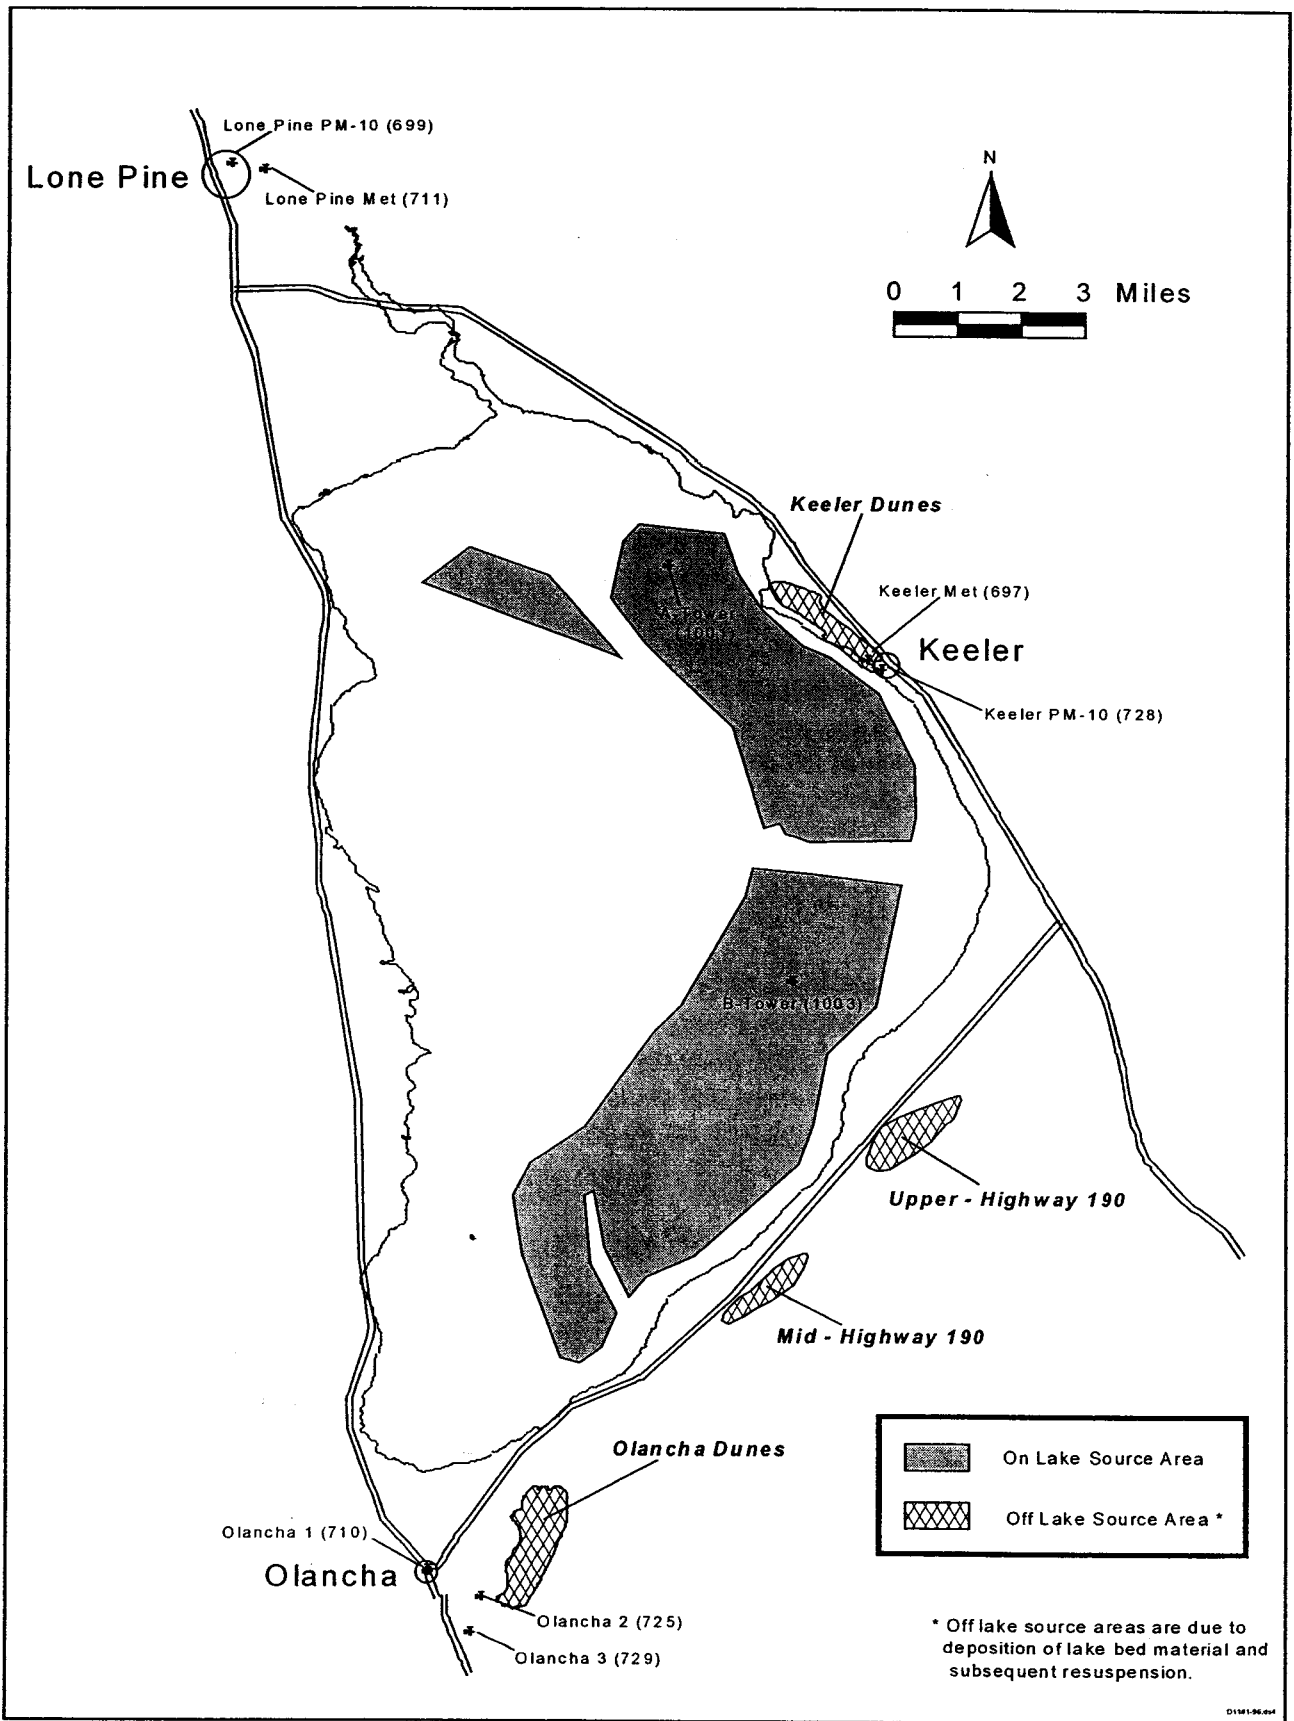 Lone Pine PM-10 (699)
Lone Pine
Lone Pine Met (711)
N
0 1 2 3 Miles
Keeler Dunes
Keeler Met (697)
A-Tower
(1001)
Keeler
Keeler PM-10 (728)
B-Tower (1003)
Upper - Highway 190
Mid - Highway 190
Olancha Dunes
On Lake Source Area
Off Lake Source Area *
Olancha 1 (710)
Olancha
Olancha 2 (725)
Olancha 3 (729)
* Off lake source areas are due to
deposition of lake bed material and
subsequent resuspension.